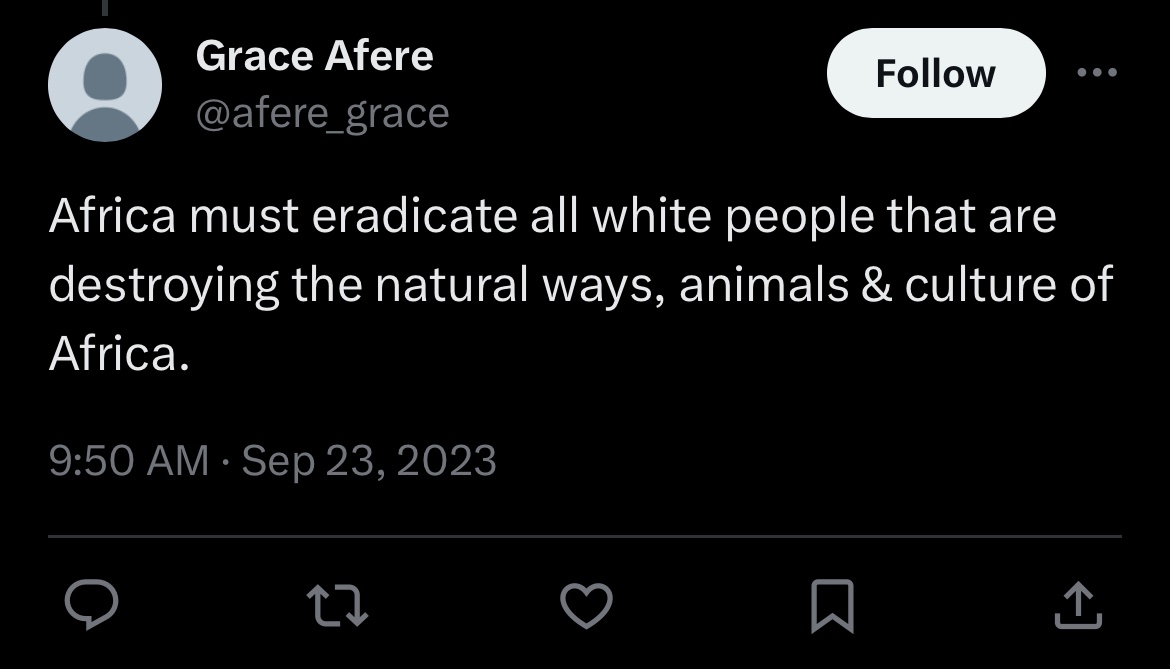 Grace Afere
@afere_grace
Follow
Africa must eradicate all white people that are
destroying the natural ways, animals & culture of
Africa.
9:50 AM · Sep 23, 2023